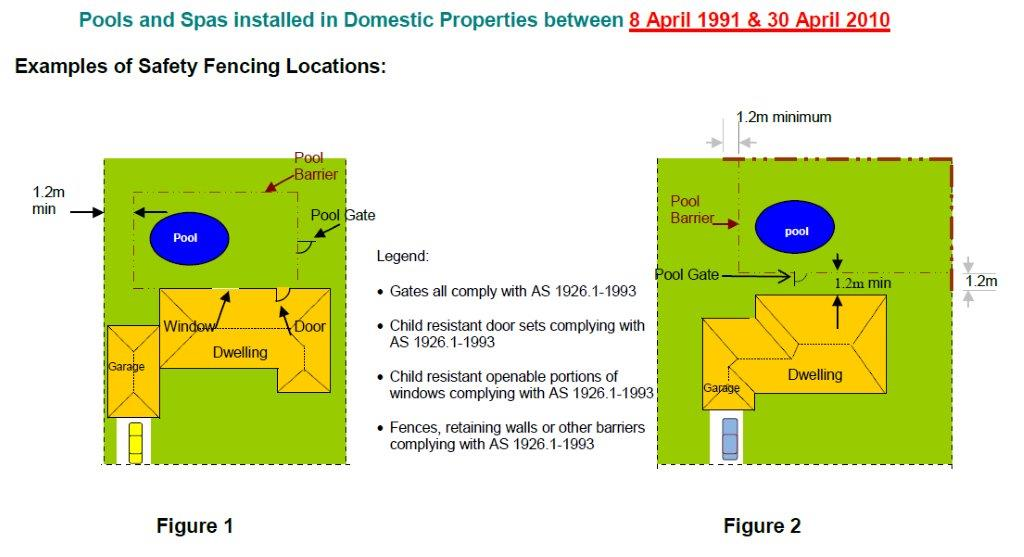 Pools and Spas installed in Domestic Properties between 8 April 1991 & 30 April 2010
Examples of Safety Fencing Locations:
1.2m
min
Pool
Barrier
Pool Gate
Pool
Window
Door
Dwelling
Garage
Figure 1
Legend:
• Gates all comply with AS 1926.1-1993
• Child resistant door sets complying with
AS 1926.1-1993
• Child resistant openable portions of
windows complying with AS 1926.1-1993
• Fences, retaining walls or other barriers
complying with AS 1926.1-1993
1.2m minimum
Pool
Barrier
pool
Pool Gate
1.2m min
1.2m
Dwelling
Garage
Figure 2